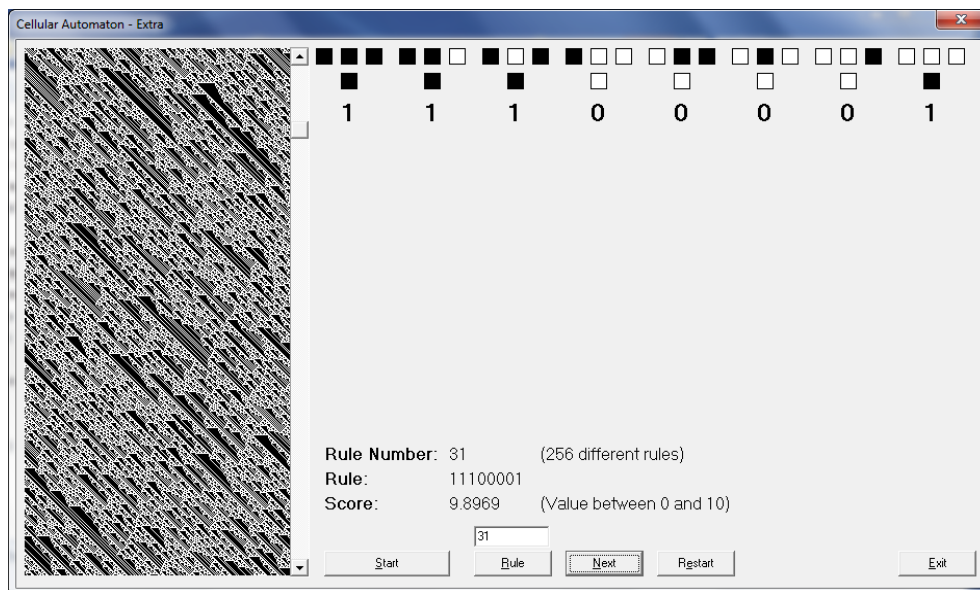 Cellular Automaton - Extra
1 1 1 0 0 0 0 1
Rule Number: 31 (256 different rules)
Rule: 11100001
Score: 9.8969 (Value between 0 and 10)
31
Start Rule Next Restart Exit